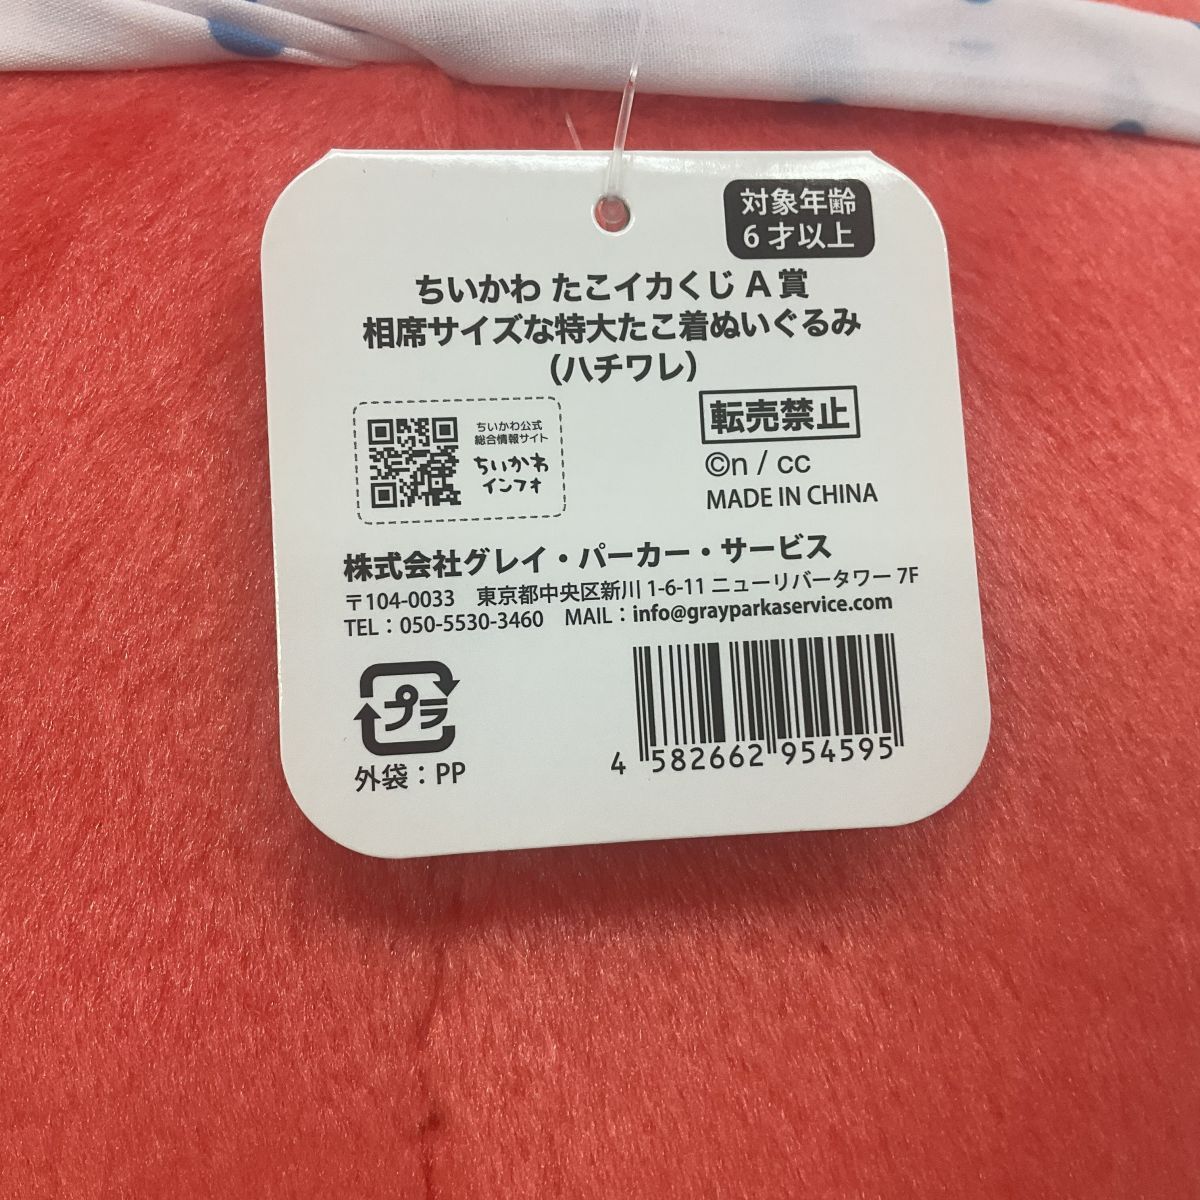 対象年齢
6才以上
ちいかわ たこイカくじ A賞
相席サイズな特大たこ着ぬいぐるみ
(ハチワレ)
ちいかわ公式
総合情報サイト
ちいかわ
インフォ
転売禁止
©n / cc
MADE IN CHINA
株式会社グレイ・パーカー・サービス
〒104-0033 東京都中央区新川 1-6-11 ニューリバータワー 7F
TEL：050-5530-3460 MAIL：info@grayparkaservice.com
プラ
外袋：PP
4 582662 954595